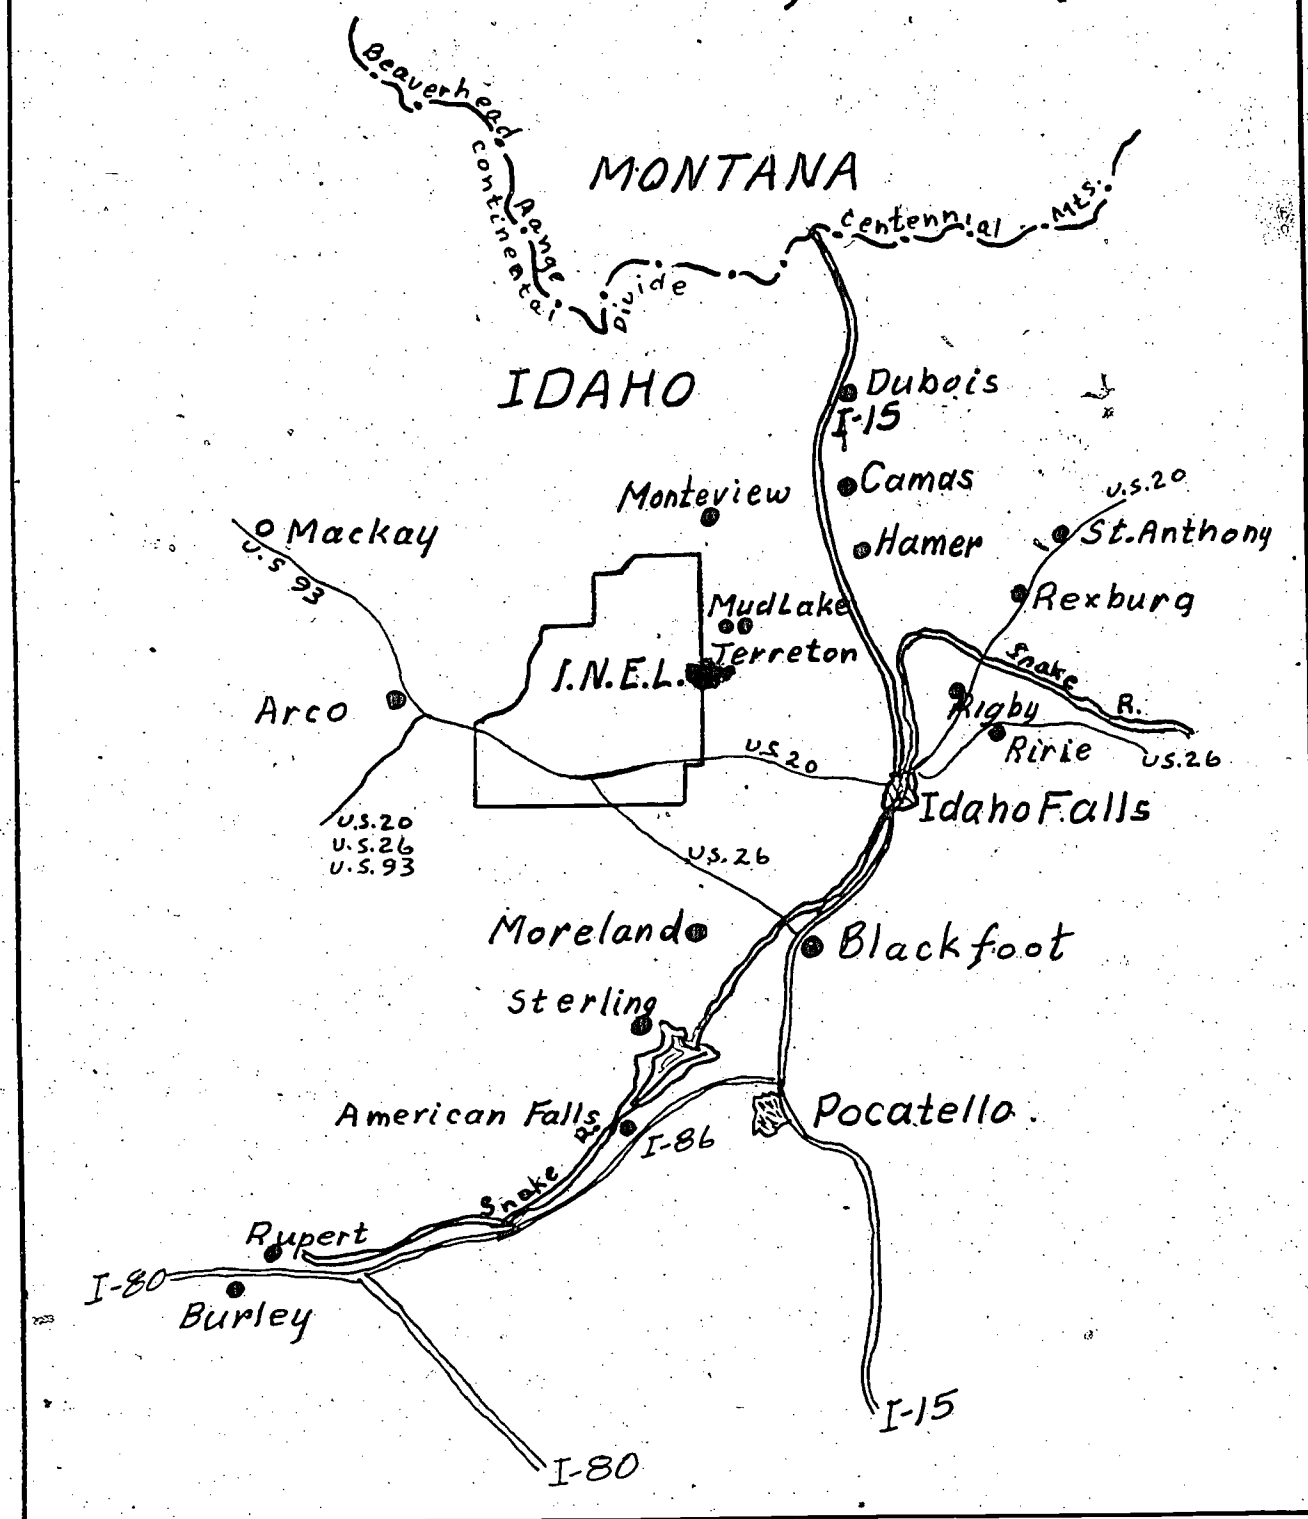 Beaverhead
Range
Continental
Divide
MONTANA
Centennial Mts.
IDAHO
Dubois
I-15
Camas
Monteview
U.S.20
Mackay
U.S 93
Hamer
St.Anthony
Rexburg
MudLake
Terreton
I.N.E.L.
Snake R.
Arco
Rigby
Ririe
U.S.20
U.S.26
Idaho Falls
U.S.20
U.S.26
U.S.93
U.S.26
Moreland
Blackfoot
Sterling
American Falls
Pocatello.
I-86
Snake R.
Rupert
I-80
Burley
I-15
I-80